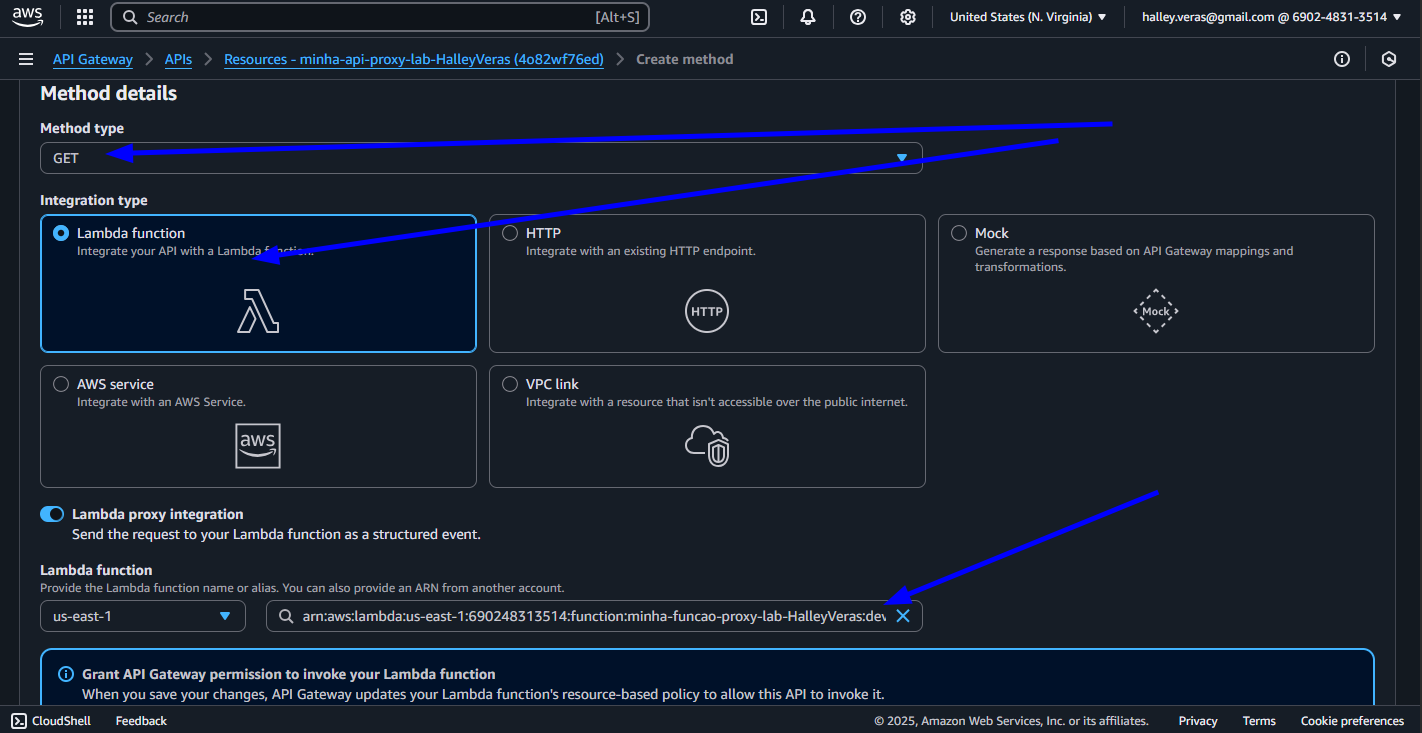 aws Search [Alt+S] United States (N. Virginia) halley.veras@gmail.com @ 6902-4831-3514
API Gateway APIs Resources - minha-api-proxy-lab-HalleyVeras (4o82wf76ed) Create method
Method details
Method type
GET
Integration type
Lambda function
Integrate your API with a Lambda function.
HTTP
Integrate with an existing HTTP endpoint.
HTTP
Mock
Generate a response based on API Gateway mappings and
transformations.
Mock
AWS service
Integrate with an AWS Service.
aws
VPC link
Integrate with a resource that isn't accessible over the public internet.
Lambda proxy integration
Send the request to your Lambda function as a structured event.
Lambda function
Provide the Lambda function name or alias. You can also provide an ARN from another account.
us-east-1 arn:aws:lambda:us-east-1:690248313514:function:minha-funcao-proxy-lab-HalleyVeras:dev
Grant API Gateway permission to invoke your Lambda function
When you save your changes, API Gateway updates your Lambda function's resource-based policy to allow this API to invoke it.
CloudShell Feedback © 2025, Amazon Web Services, Inc. or its affiliates. Privacy Terms Cookie preferences